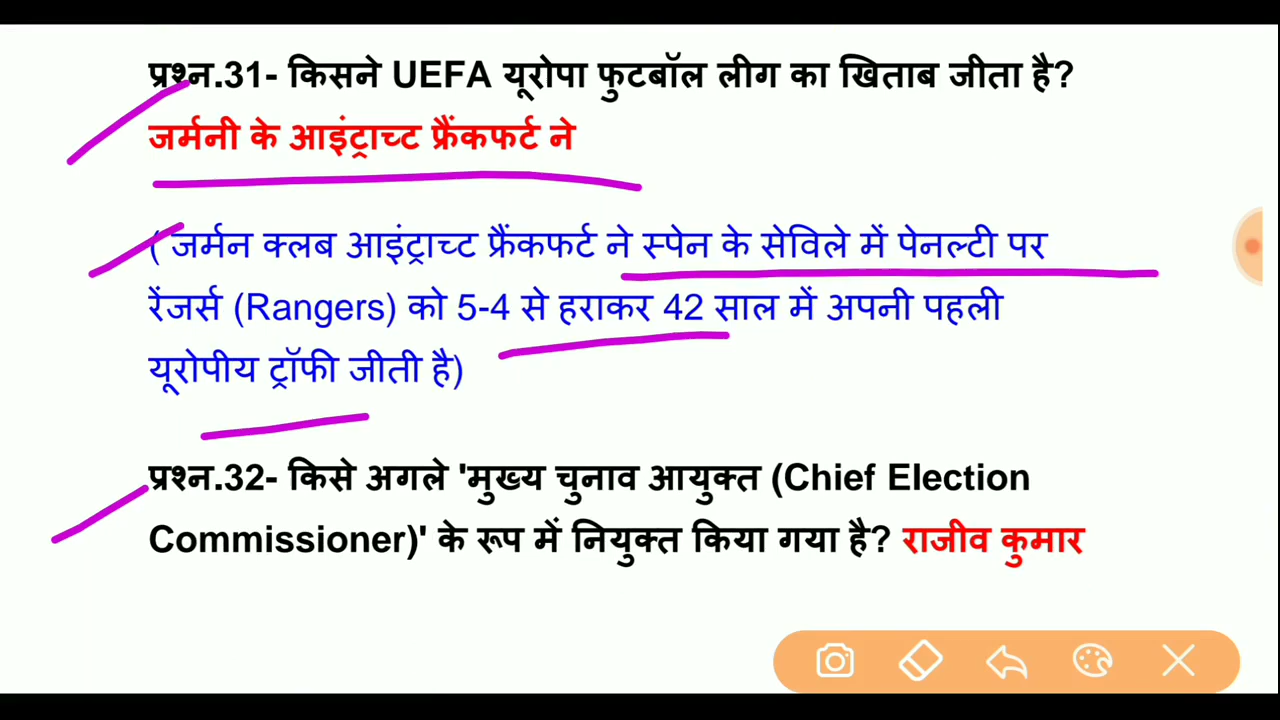 प्रश्न.31- किसने UEFA यूरोपा फुटबॉल लीग का खिताब जीता है?
जर्मनी के आइंट्राच्ट फ्रैंकफर्ट ने
( जर्मन क्लब आइंट्राच्ट फ्रैंकफर्ट ने स्पेन के सेविले में पेनल्टी पर
रेंजर्स (Rangers) को 5-4 से हराकर 42 साल में अपनी पहली
यूरोपीय ट्रॉफी जीती है)
प्रश्न.32- किसे अगले 'मुख्य चुनाव आयुक्त (Chief Election
Commissioner)' के रूप में नियुक्त किया गया है? राजीव कुमार